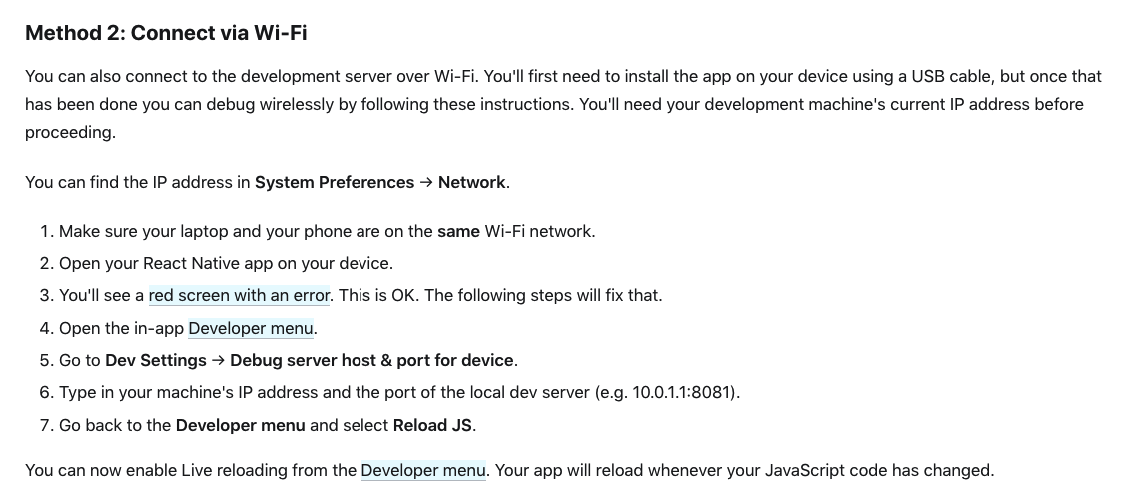 Method 2: Connect via Wi-Fi
You can also connect to the development server over Wi-Fi. You'll first need to install the app on your device using a USB cable, but once that
has been done you can debug wirelessly by following these instructions. You'll need your development machine's current IP address before
proceeding.
You can find the IP address in System Preferences → Network.
1. Make sure your laptop and your phone are on the same Wi-Fi network.
2. Open your React Native app on your device.
3. You'll see a red screen with an error. This is OK. The following steps will fix that.
4. Open the in-app Developer menu.
5. Go to Dev Settings → Debug server host & port for device.
6. Type in your machine's IP address and the port of the local dev server (e.g. 10.0.1.1:8081).
7. Go back to the Developer menu and select Reload JS.
You can now enable Live reloading from the Developer menu. Your app will reload whenever your JavaScript code has changed.